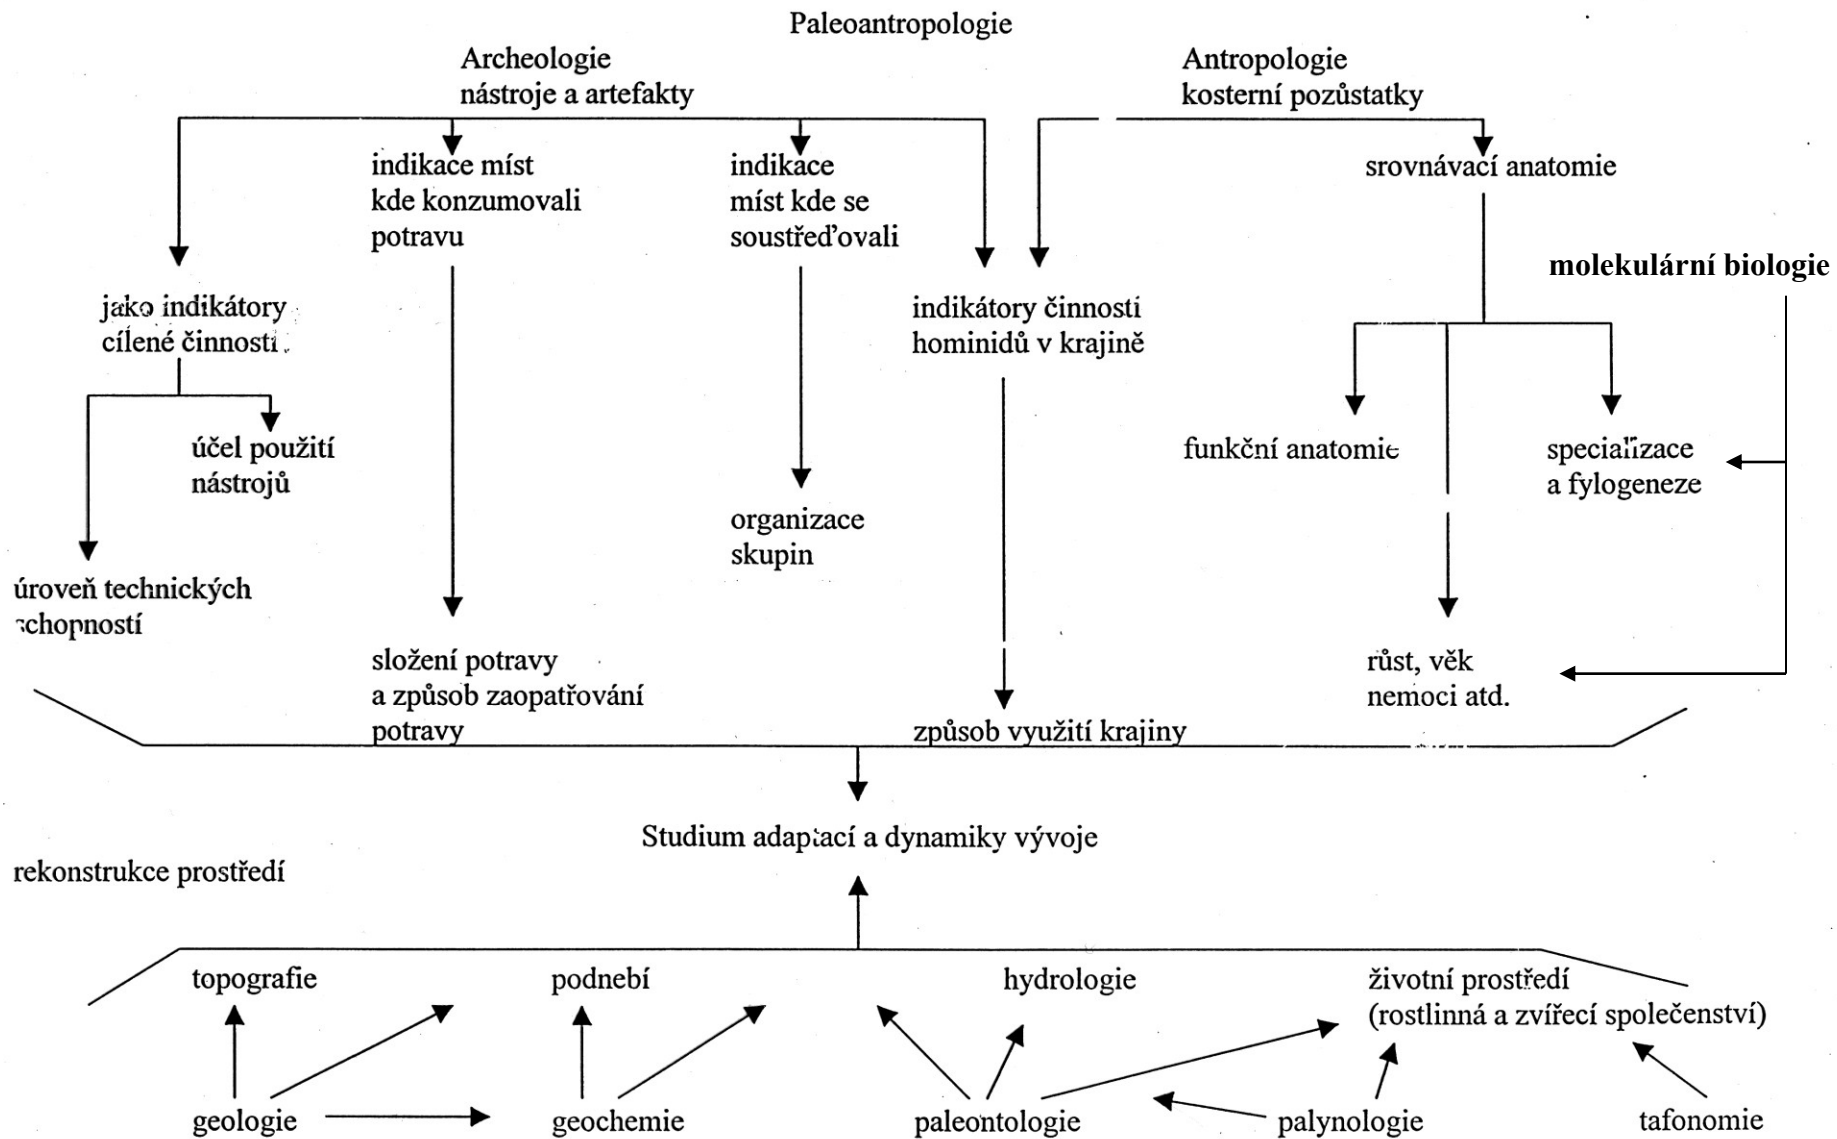 Paleoantropologie
Archeologie
nástroje a artefakty
Antropologie
kosterní pozůstatky
indikace míst
kde konzumovali
potravu
indikace
míst kde se
soustřeďovali
srovnávací anatomie
molekulární biologie
jako indikátory
cílené činnosti
indikátory činností
hominidů v krajině
účel použití
nástrojů
funkční anatomie
specializace
a fylogeneze
organizace
skupin
úroveň technických
schopností
složení potravy
a způsob zaopatřování
potravy
růst, věk
nemoci atd.
způsob využití krajiny
Studium adaptací a dynamiky vývoje
rekonstrukce prostředí
topografie
podnebí
hydrologie
životní prostředí
(rostlinná a zvířecí společenství)
geologie
geochemie
paleontologie
palynologie
tafonomie